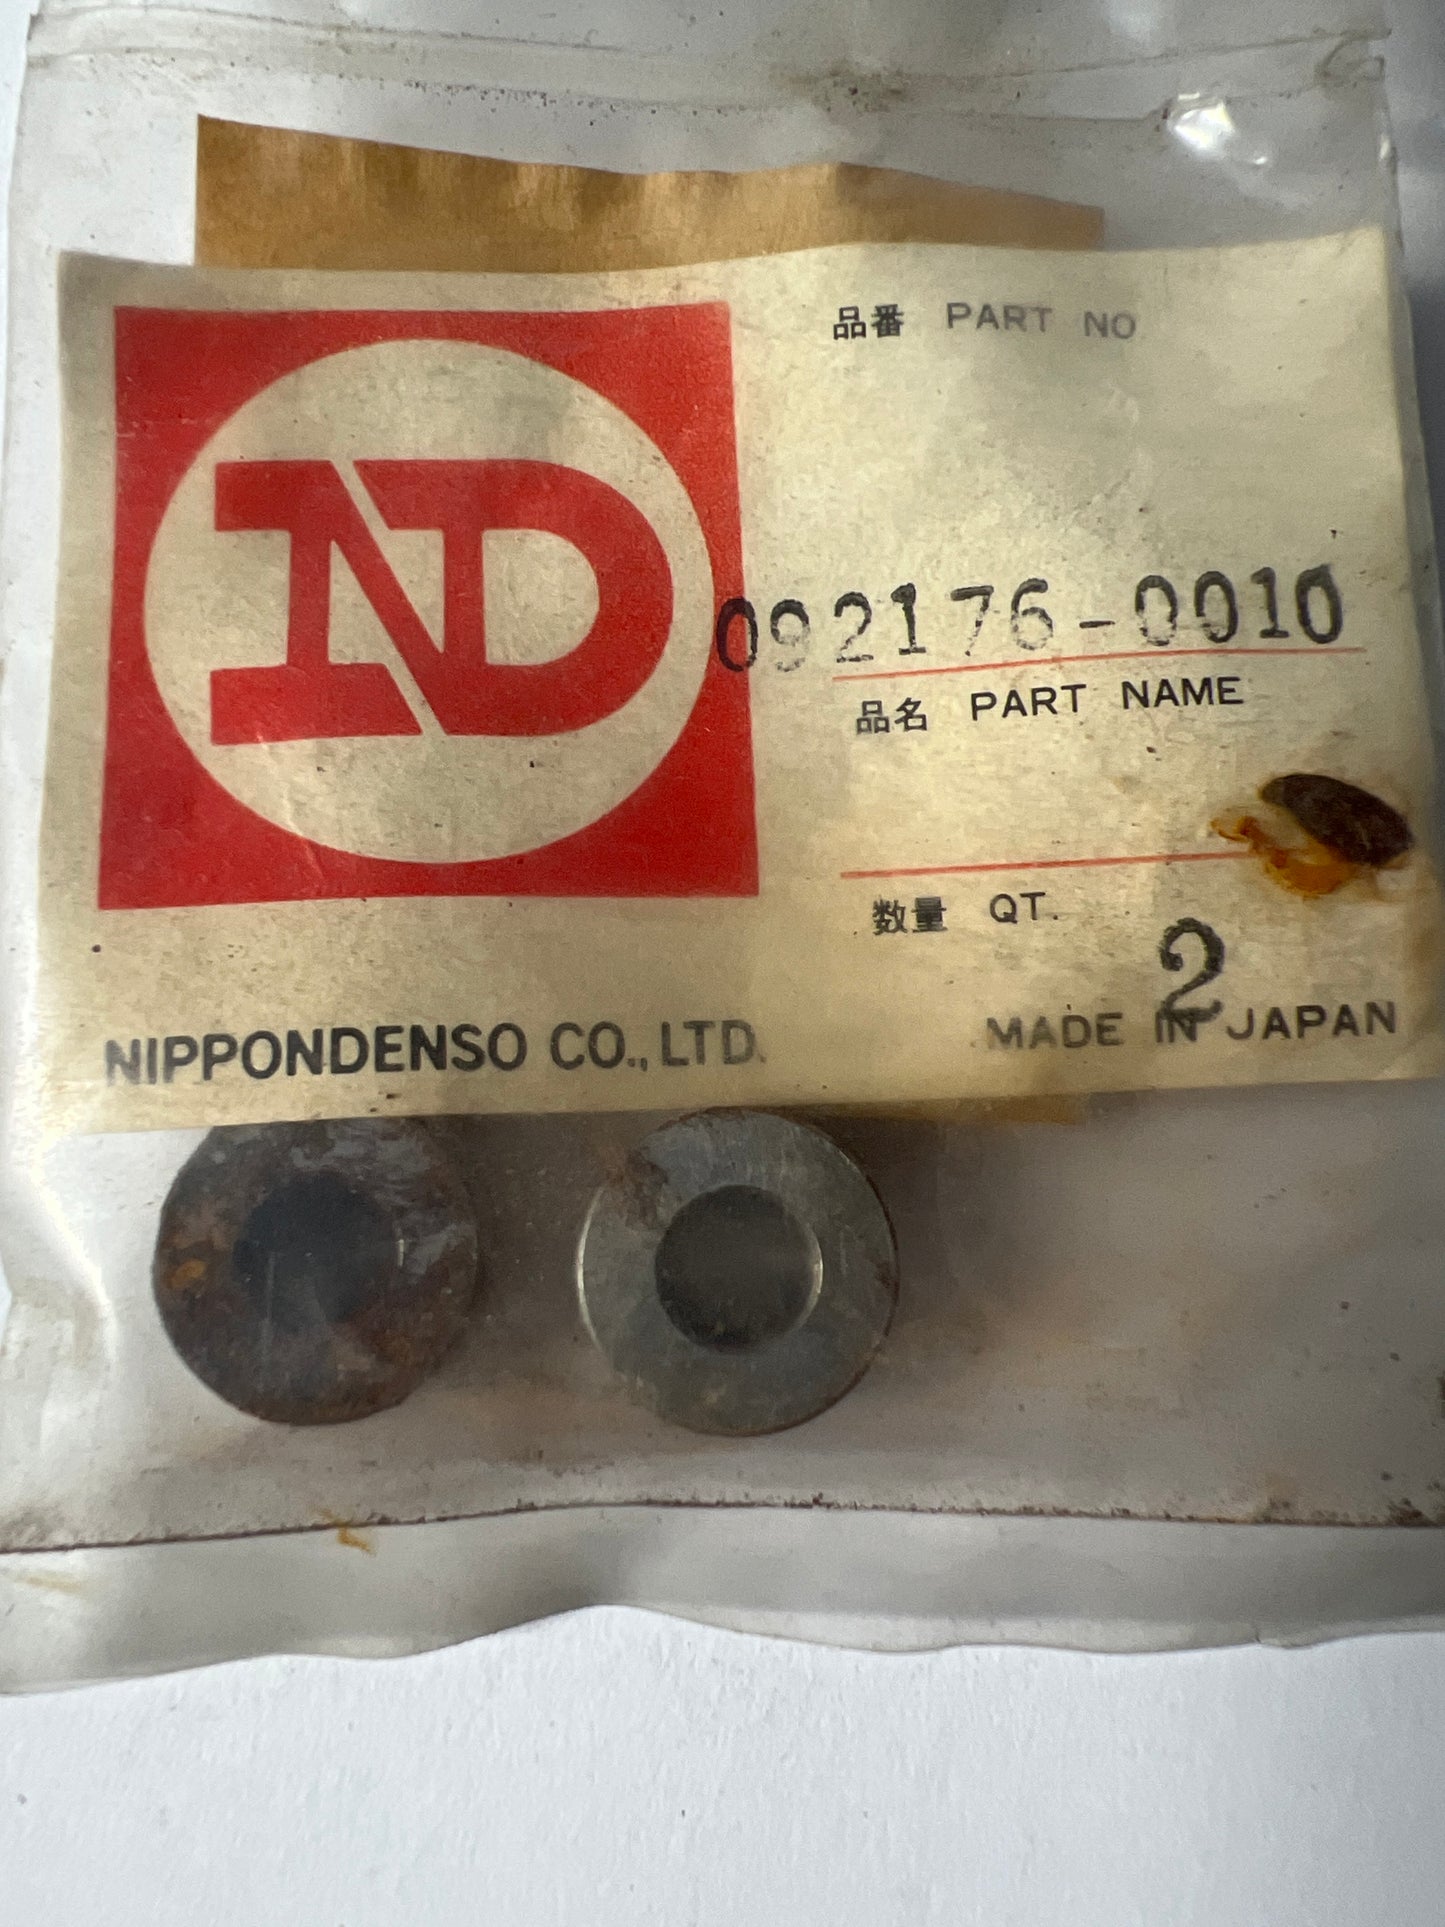 ND
品番 PART NO
092176-0010
品名 PART NAME
数量 QT.
2
NIPPONDENSO CO., LTD.
MADE IN JAPAN